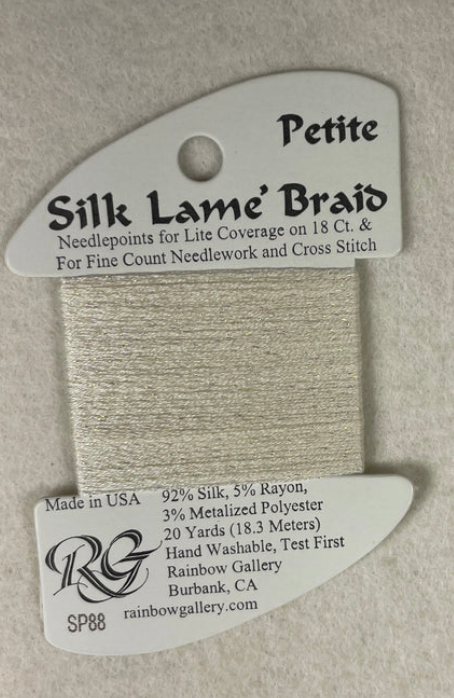 Petite
Silk Lamé Braid
Needlepoints for Lite Coverage on 18 Ct. &
For Fine Count Needlework and Cross Stitch
Made in USA
92% Silk, 5% Rayon,
3% Metalized Polyester
20 Yards (18.3 Meters)
Hand Washable, Test First
Rainbow Gallery
Burbank, CA
rainbowgallery.com
RG
SP88